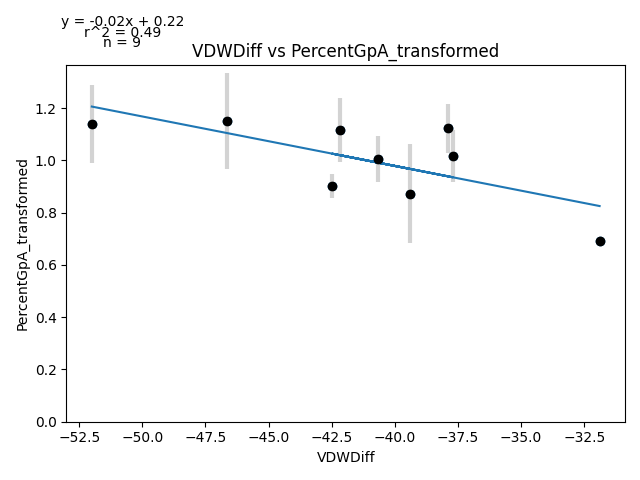 y = -0.02x + 0.22
r^2 = 0.49
n = 9
VDWDiff vs PercentGpA_transformed
PercentGpA_transformed
1.2
1.0
0.8
0.6
0.4
0.2
0.0
−52.5 −50.0 −47.5 −45.0 −42.5 −40.0 −37.5 −35.0 −32.5
VDWDiff